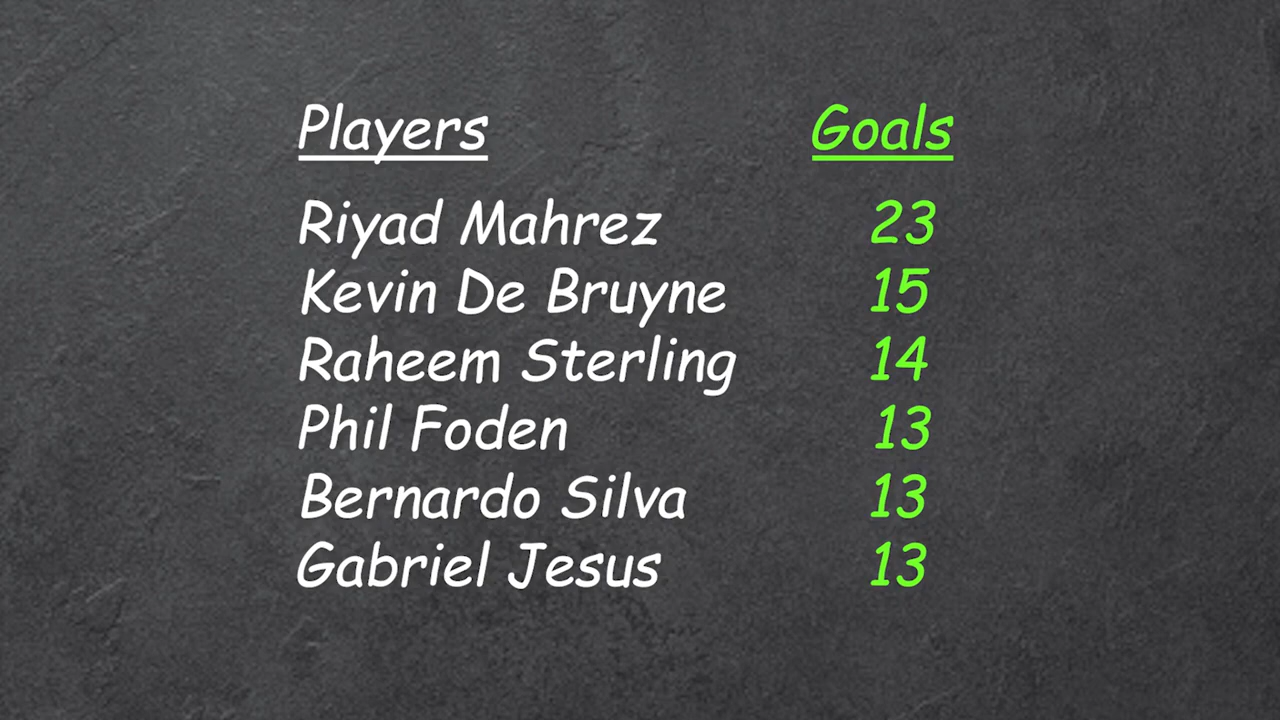 Players Goals
Riyad Mahrez 23
Kevin De Bruyne 15
Raheem Sterling 14
Phil Foden 13
Bernardo Silva 13
Gabriel Jesus 13